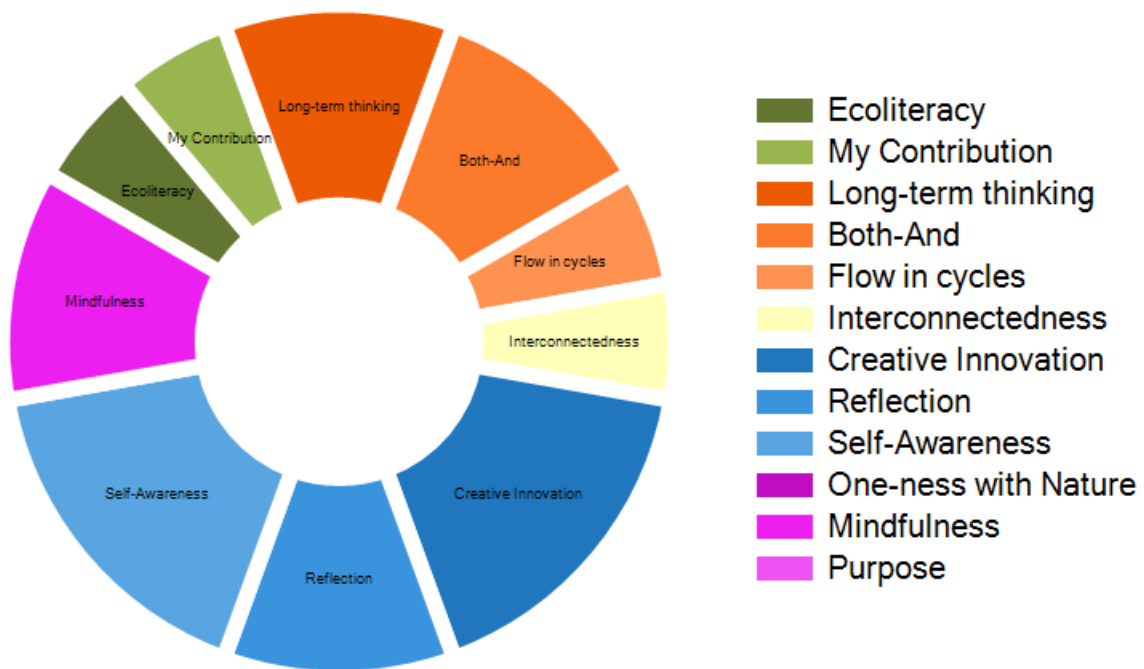 Long-term thinking
My Contribution
Both-And
Ecoliteracy
Flow in cycles
Mindfulness
Interconnectedness
Self-Awareness
Creative Innovation
Reflection
Ecoliteracy
My Contribution
Long-term thinking
Both-And
Flow in cycles
Interconnectedness
Creative Innovation
Reflection
Self-Awareness
One-ness with Nature
Mindfulness
Purpose